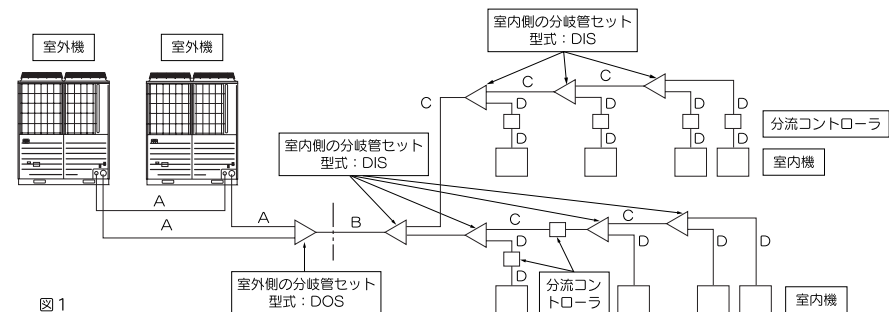 室内側の分岐管セット
型式：DIS
室外機
室外機
C
C
C
D
D
D
D
分流コントローラ
D
D
D
D
室内機
室内側の分岐管セット
型式：DIS
A
A
A
B
C
C
D
D
D
D
D
室外側の分岐管セット
型式：DOS
分流コン
トローラ
室内機
図1